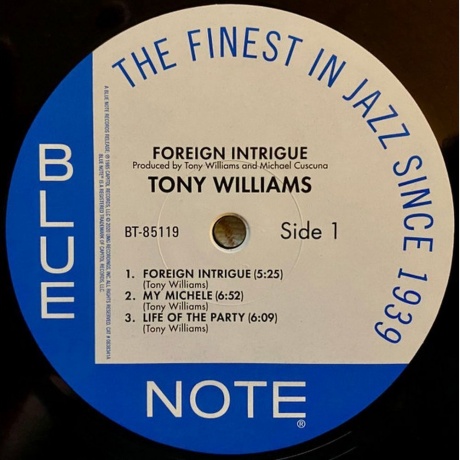 THE FINEST IN JAZZ SINCE 1939
BLUE
NOTE
®
FOREIGN INTRIGUE
Produced by Tony Williams and Michael Cuscuna
TONY WILLIAMS
BT-85119
Side 1
1. FOREIGN INTRIGUE (5:25)
(Tony Williams)
2. MY MICHELE (6:52)
(Tony Williams)
3. LIFE OF THE PARTY (6:09)
(Tony Williams)